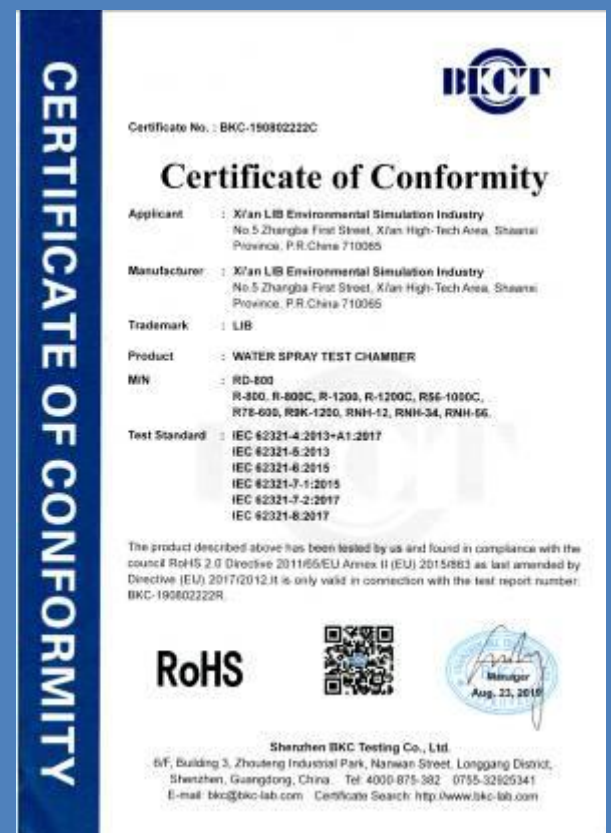 CERTIFICATE OF CONFORMITY
BKCT
Certificate No. : BKC-190802222C
Certificate of Conformity
Applicant : Xi'an LIB Environmental Simulation Industry
No.5 Zhangba First Street, Xi'an High-Tech Area, Shaanxi
Province, P.R.China 710065
Manufacturer : Xi'an LIB Environmental Simulation Industry
No.5 Zhangba First Street, Xi'an High-Tech Area, Shaanxi
Province, P.R.China 710065
Trademark : LIB
Product : WATER SPRAY TEST CHAMBER
M/N : RD-800
R-800, R-800C, R-1200, R-1200C, R56-1000C,
R78-600, R9K-1200, RNH-12, RNH-34, RNH-56.
Test Standard : IEC 62321-4:2013+A1:2017
IEC 62321-5:2013
IEC 62321-6:2015
IEC 62321-7-1:2015
IEC 62321-7-2:2017
IEC 62321-8:2017
The product described above has been tested by us and found in compliance with the
council RoHS 2.0 Directive 2011/65/EU Annex II (EU) 2015/863 as last amended by
Directive (EU) 2017/2012.It is only valid in connection with the test report number:
BKC-190802222R.
RoHS
Manager
Aug. 23, 2019
Shenzhen BKC Testing Co., Ltd.
6/F, Building 3, Zhouteng Industrial Park, Nanwan Street, Longgang District,
Shenzhen, Guangdong, China. Tel: 4000-875-382 0755-32925341
E-mail: bkc@bkc-lab.com Certificate Search: http://www.bkc-lab.com